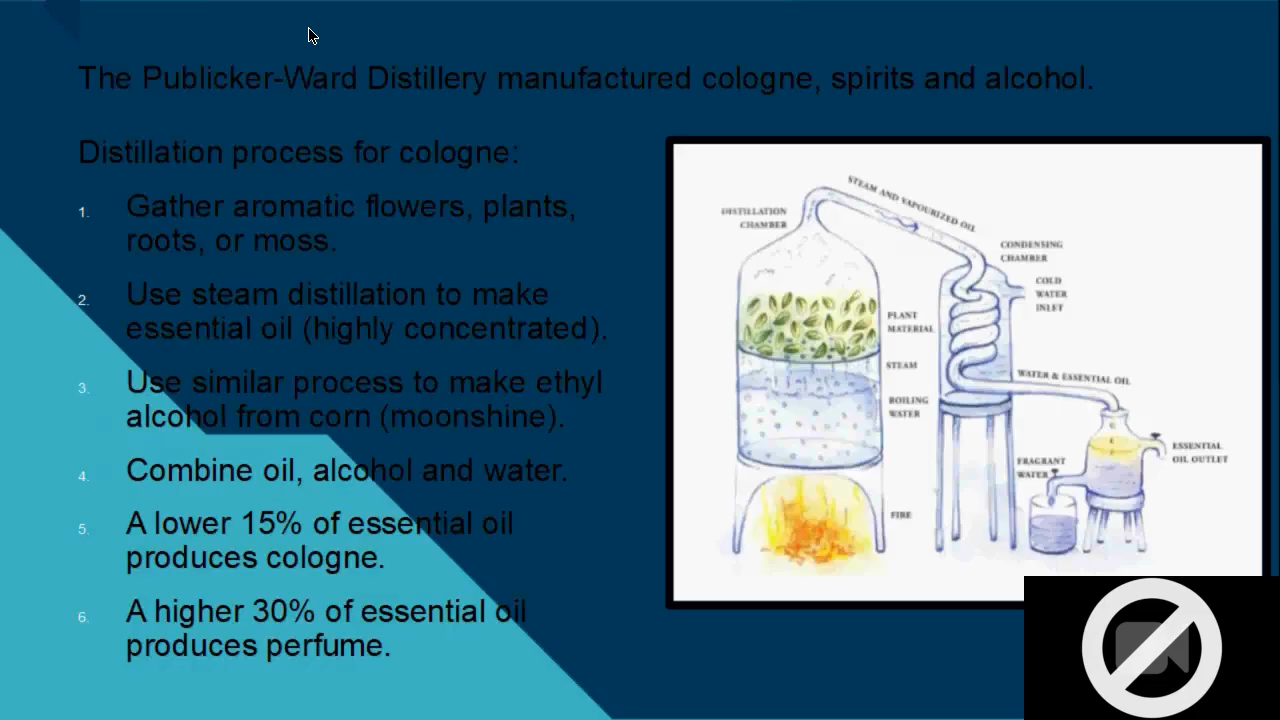 The Publicker-Ward Distillery manufactured cologne, spirits and alcohol.
Distillation process for cologne:
1. Gather aromatic flowers, plants,
roots, or moss.
2. Use steam distillation to make
essential oil (highly concentrated).
3. Use similar process to make ethyl
alcohol from corn (moonshine).
4. Combine oil, alcohol and water.
5. A lower 15% of essential oil
produces cologne.
6. A higher 30% of essential oil
produces perfume.
STEAM AND VAPOURIZED OIL
DISTILLATION
CHAMBER
CONDENSING
CHAMBER
COLD
WATER
INLET
PLANT
MATERIAL
STEAM
BOILING
WATER
WATER & ESSENTIAL OIL
ESSENTIAL
OIL OUTLET
FRAGRANT
WATER
FIRE